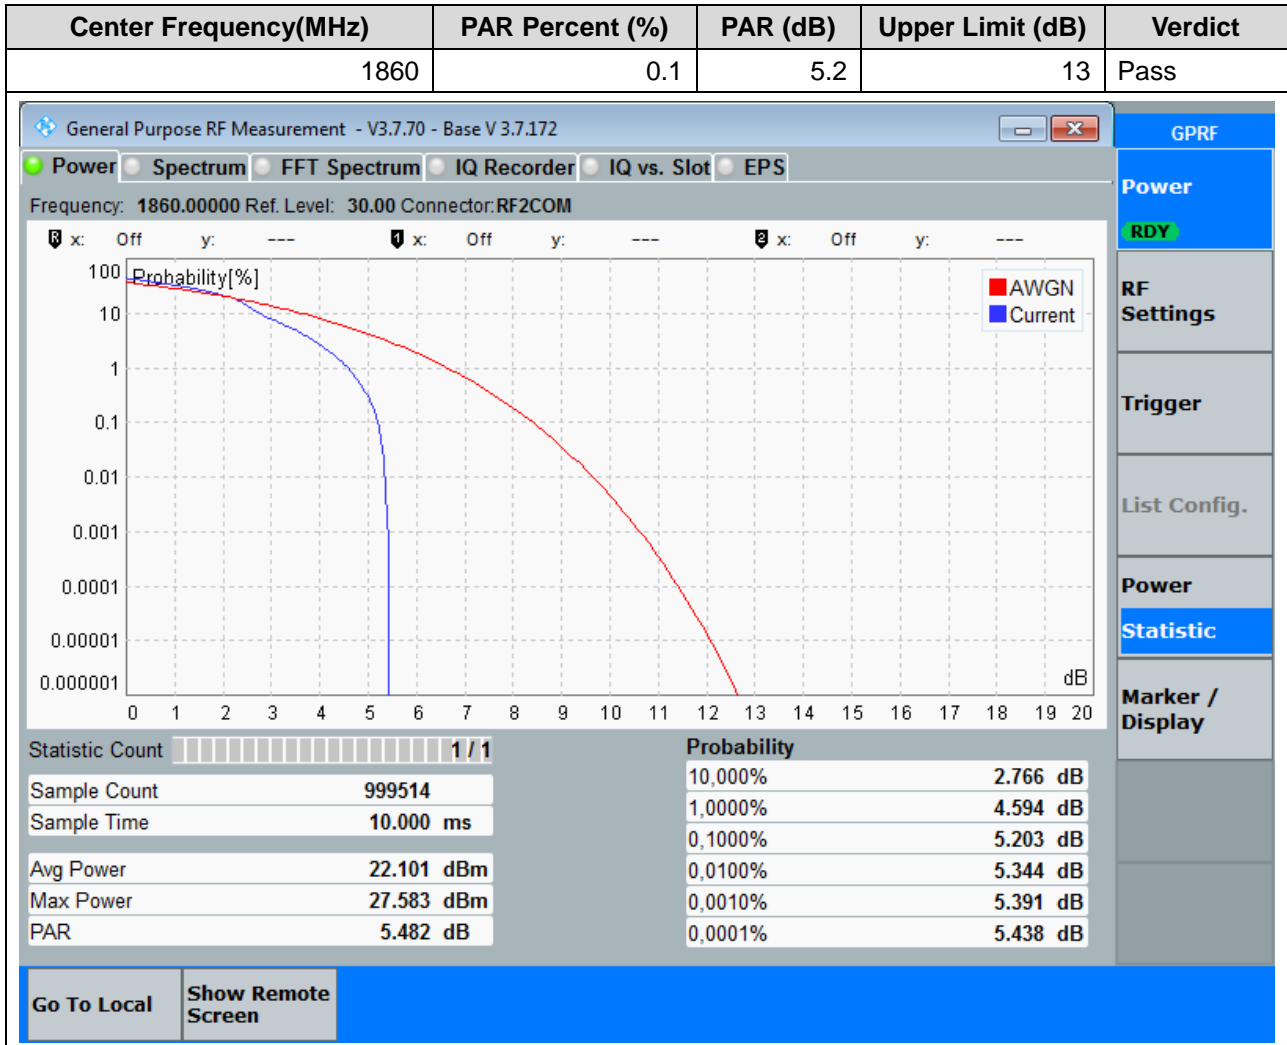 Center Frequency(MHz) PAR Percent (%) PAR (dB) Upper Limit (dB) Verdict
1860 0.1 5.2 13 Pass
General Purpose RF Measurement - V3.7.70 - Base V 3.7.172
GPRF
Power Spectrum FFT Spectrum IQ Recorder IQ vs. Slot EPS
Power
RDY
Frequency: 1860.00000 Ref. Level: 30.00 Connector:RF2COM
R x: Off y: --- 1 x: Off y: --- 2 x: Off y: ---
Probability[%]
AWGN
Current
100
10
1
0.1
0.01
0.001
0.0001
0.00001
0.000001
dB
0 1 2 3 4 5 6 7 8 9 10 11 12 13 14 15 16 17 18 19 20
RF
Settings
Trigger
List Config.
Power
Statistic
Marker /
Display
Statistic Count 1 / 1
Sample Count 999514
Sample Time 10.000 ms
Avg Power 22.101 dBm
Max Power 27.583 dBm
PAR 5.482 dB
Probability
10,000% 2.766 dB
1,0000% 4.594 dB
0,1000% 5.203 dB
0,0100% 5.344 dB
0,0010% 5.391 dB
0,0001% 5.438 dB
Go To Local
Show Remote
Screen